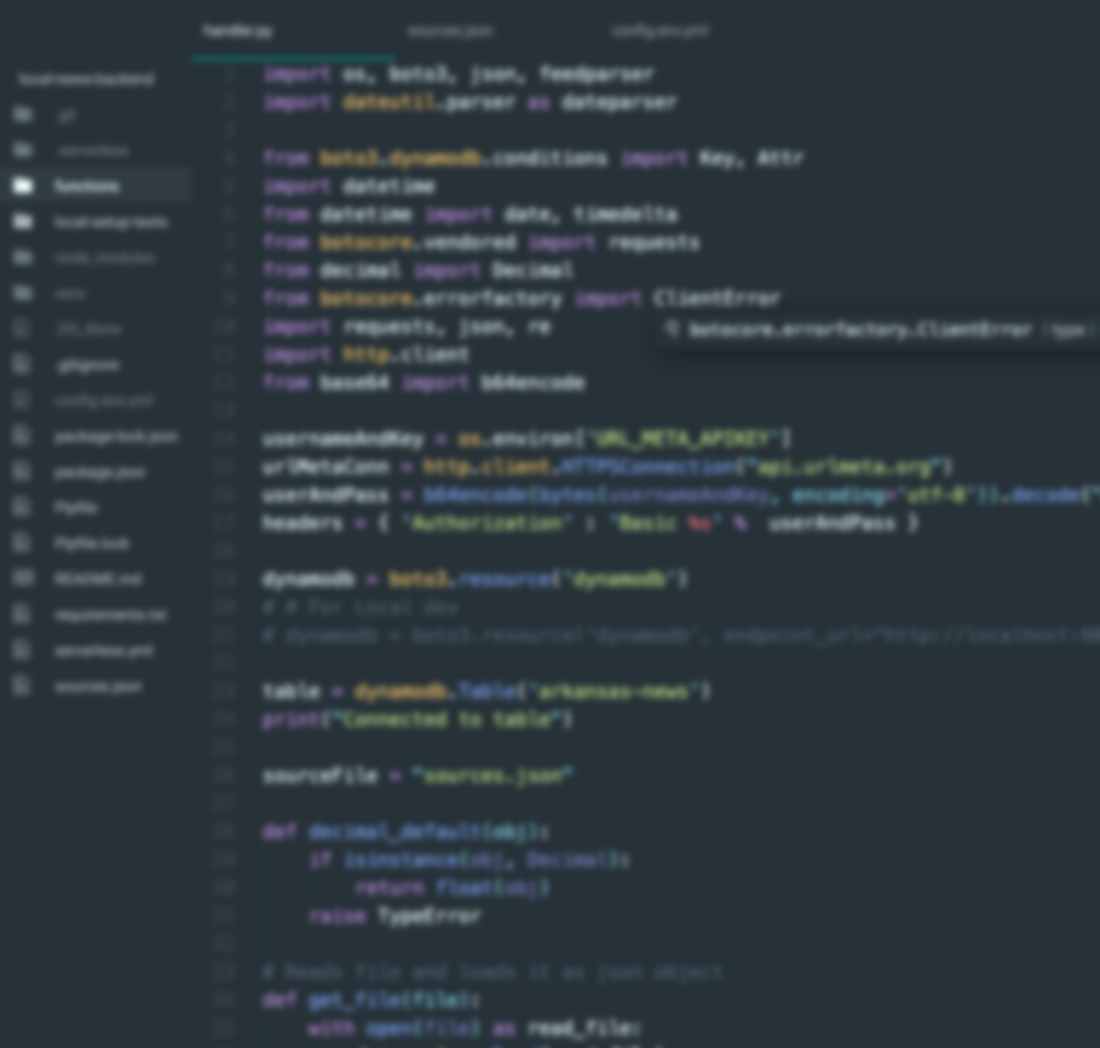 handler.py
sources.json
config.env.yml
local-news-backend
.git
.serverless
functions
local-setup-tests
node_modules
.DS_Store
.gitignore
config.env.yml
package-lock.json
package.json
Pipfile
Pipfile.lock
README.md
requirements.txt
serverless.yml
sources.json
1 import os, boto3, json, feedparser
2 import dateutil.parser as dateparser
3
4 from boto3.dynamodb.conditions import Key, Attr
5 import datetime
6 from datetime import date, timedelta
7 from botocore.vendored import requests
8 from decimal import Decimal
9 from botocore.errorfactory import ClientError
10 import requests, json, re
botocore.errorfactory.ClientError (type)
11 import http.client
12 from base64 import b64encode
13
14 usernameAndKey = os.environ['URL_META_APIKEY']
15 urlMetaConn = http.client.HTTPSConnection("api.urlmeta.org")
16 userAndPass = b64encode(bytes(usernameAndKey, encoding='utf-8')).decode("
17 headers = { 'Authorization' : 'Basic %s' % userAndPass }
18
19 dynamodb = boto3.resource('dynamodb')
20 # # For Local dev
21 # dynamodb = boto3.resource('dynamodb', endpoint_url="http://localhost:80
22
23 table = dynamodb.Table('arkansas-news')
24 print("Connected to table")
25
26 sourceFile = "sources.json"
27
28 def decimal_default(obj):
29 if isinstance(obj, Decimal):
30 return float(obj)
31 raise TypeError
32
33 # Reads file and loads it as json object
34 def get_file(file):
35 with open(file) as read_file: